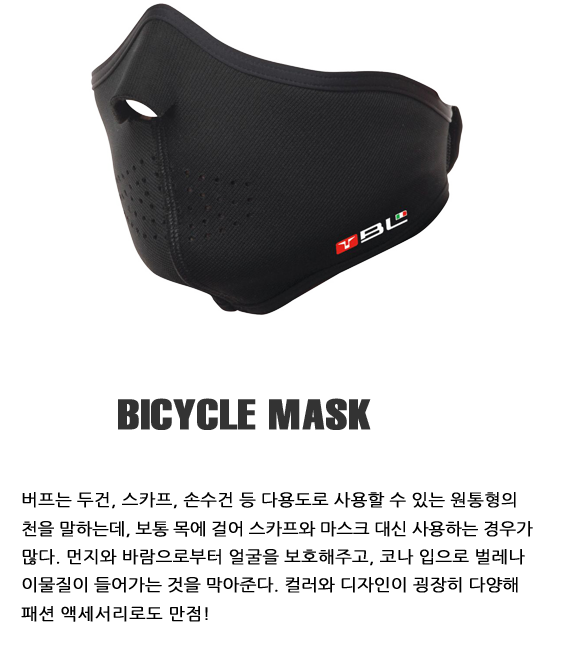 BL
BICYCLE MASK
버프는 두건, 스카프, 손수건 등 다용도로 사용할 수 있는 원통형의
천을 말하는데, 보통 목에 걸어 스카프와 마스크 대신 사용하는 경우가
많다. 먼지와 바람으로부터 얼굴을 보호해주고, 코나 입으로 벌레나
이물질이 들어가는 것을 막아준다. 컬러와 디자인이 굉장히 다양해
패션 액세서리로도 만점!